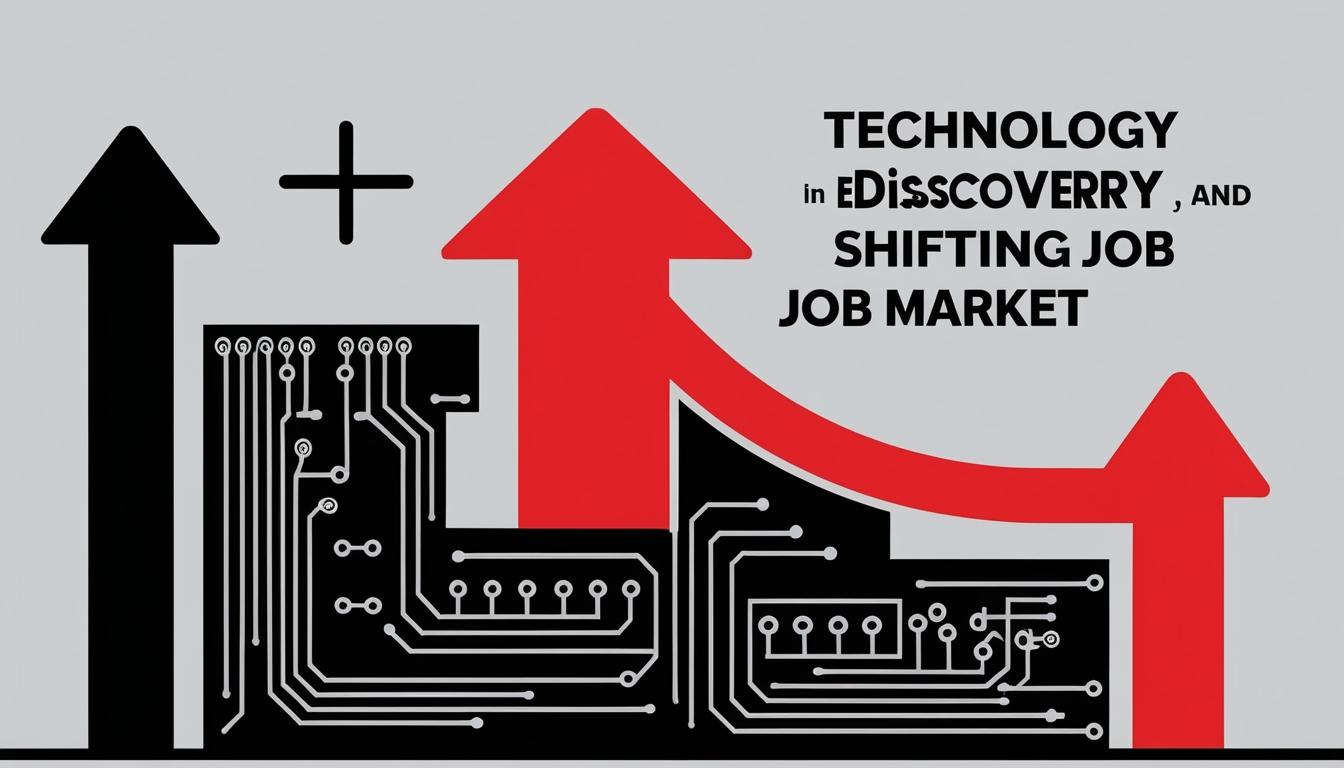 TECHNOLOGY
in EDissCOVERRY , AND
SHIFTING JOB
JOB MARKET